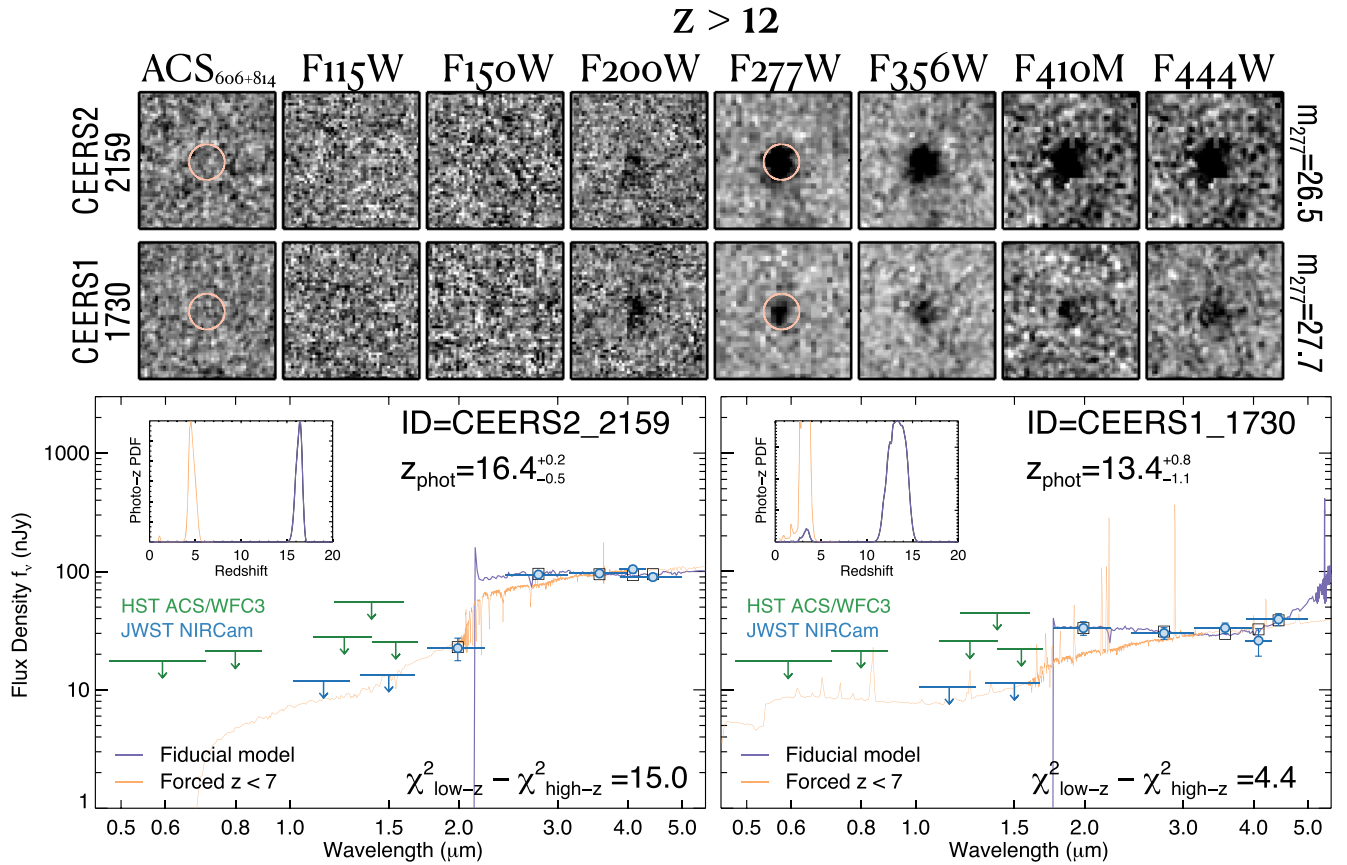 z > 12
ACS606+814 F115W F150W F200W F277W F356W F410M F444W
CEERS2 2159
m277=26.5
CEERS1 1730
m277=27.7
ID=CEERS2_2159
zphot=16.4 +0.2 −0.5
Photo−z PDF
0 5 10 15 20
Redshift
HST ACS/WFC3
JWST NIRCam
Fiducial model
Forced z < 7
χ²low−z − χ²high−z =15.0
Flux Density fν (nJy)
1000
100
10
1
0.5 0.6 0.8 1.0 2.0 3.0 4.0 5.0
Wavelength (μm)
ID=CEERS1_1730
zphot=13.4 +0.8 −1.1
Photo−z PDF
0 5 10 15 20
Redshift
HST ACS/WFC3
JWST NIRCam
Fiducial model
Forced z < 7
χ²low−z − χ²high−z =4.4
0.5 0.6 0.8 1.0 2.0 3.0 4.0 5.0
Wavelength (μm)